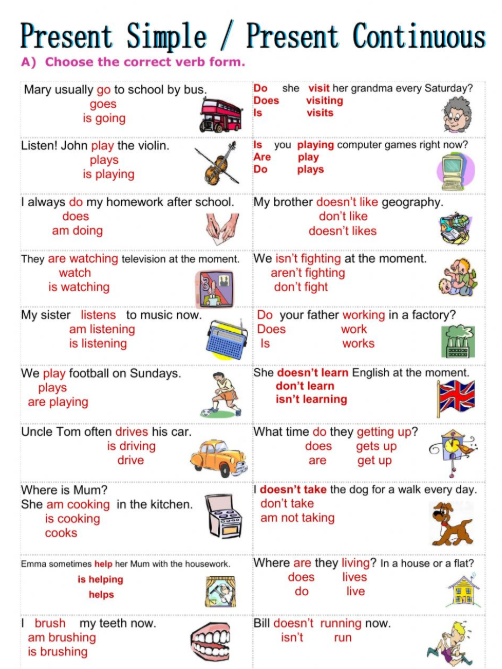 Present Simple / Present Continuous
A) Choose the correct verb form.
Mary usually go to school by bus.
goes
is going
Do she visit her grandma every Saturday?
Does visiting
Is visits
Listen! John play the violin.
plays
is playing
Is you playing computer games right now?
Are play
Do plays
I always do my homework after school.
does
am doing
My brother doesn't like geography.
don't like
doesn't likes
They are watching television at the moment.
watch
is watching
We isn't fighting at the moment.
aren't fighting
don't fight
My sister listens to music now.
am listening
is listening
Do your father working in a factory?
Does work
Is works
We play football on Sundays.
plays
are playing
She doesn't learn English at the moment.
don't learn
isn't learning
Uncle Tom often drives his car.
is driving
drive
What time do they getting up?
does gets up
are get up
Where is Mum?
She am cooking in the kitchen.
is cooking
cooks
I doesn't take the dog for a walk every day.
don't take
am not taking
Emma sometimes help her Mum with the housework.
is helping
helps
Where are they living? In a house or a flat?
does lives
do live
I brush my teeth now.
am brushing
is brushing
Bill doesn't running now.
isn't run